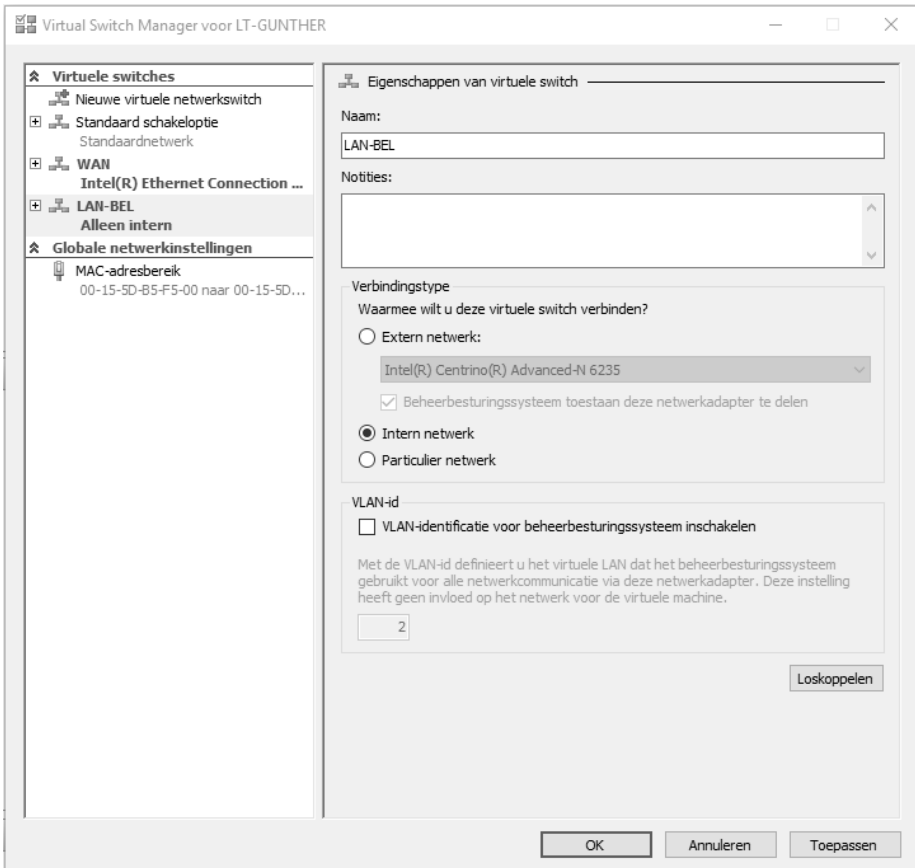 Virtual Switch Manager voor LT-GUNTHER
Virtuele switches
Nieuwe virtuele netwerkswitch
Standaard schakeloptie
Standaardnetwerk
WAN
Intel(R) Ethernet Connection ...
LAN-BEL
Alleen intern
Globale netwerkinstellingen
MAC-adresbereik
00-15-5D-B5-F5-00 naar 00-15-5D...
Eigenschappen van virtuele switch
Naam:
LAN-BEL
Notities:
Verbindingstype
Waarmee wilt u deze virtuele switch verbinden?
Extern netwerk:
Intel(R) Centrino(R) Advanced-N 6235
Beheerbesturingssysteem toestaan deze netwerkadapter te delen
Intern netwerk
Particulier netwerk
VLAN-id
VLAN-identificatie voor beheerbesturingssysteem inschakelen
Met de VLAN-id definieert u het virtuele LAN dat het beheerbesturingssysteem
gebruikt voor alle netwerkcommunicatie via deze netwerkadapter. Deze instelling
heeft geen invloed op het netwerk voor de virtuele machine.
2
Loskoppelen
OK
Annuleren
Toepassen